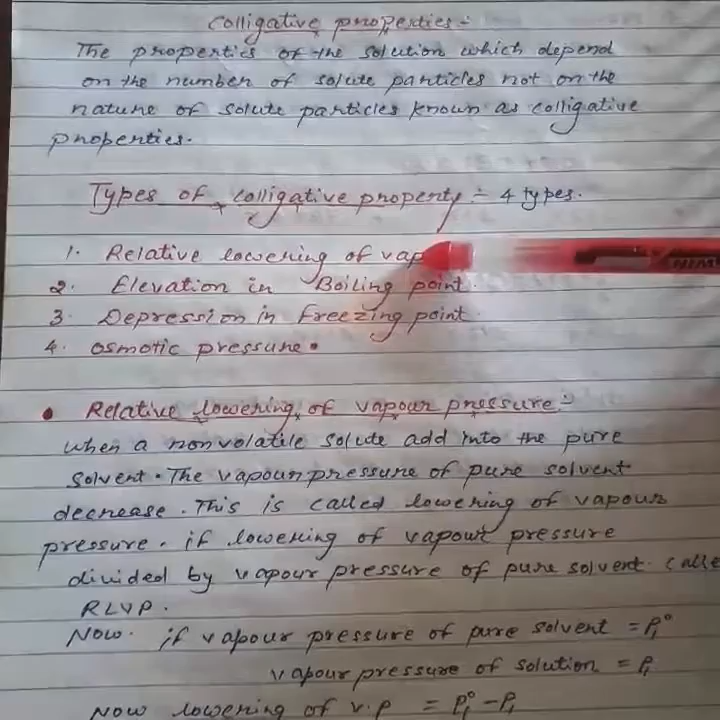 Colligative properties:-
The properties of the solution which depend
on the number of solute particles not on the
nature of solute particles known as colligative
properties.
Types of colligative property :- 4 types.
1. Relative lowering of vap
2. Elevation in Boiling point.
3. Depression in freezing point.
4. osmotic pressure.
• Relative lowering of vapour pressure:-
when a nonvolatile solute add into the pure
solvent. The vapour pressure of pure solvent
decrease. This is called lowering of vapour
pressure. if lowering of vapour pressure
divided by vapour pressure of pure solvent. calle
RLVP.
Now. if vapour pressure of pure solvent = P₁°
vapour pressure of solution = P₁
Now lowering of v.p = P₁° - P₁